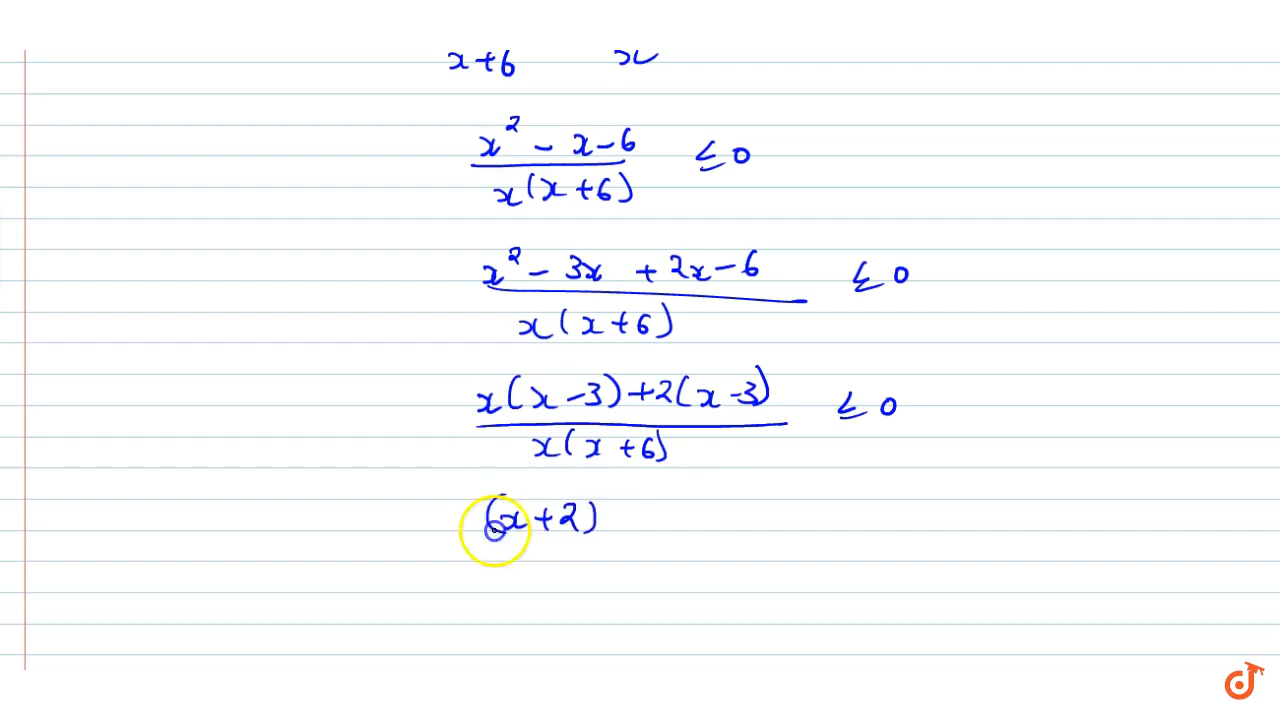 x+6 x
x² - x - 6 ≤ 0
x(x+6)
x² - 3x + 2x - 6 ≤ 0
x(x+6)
x(x-3)+2(x-3) ≤ 0
x(x+6)
(x+2)